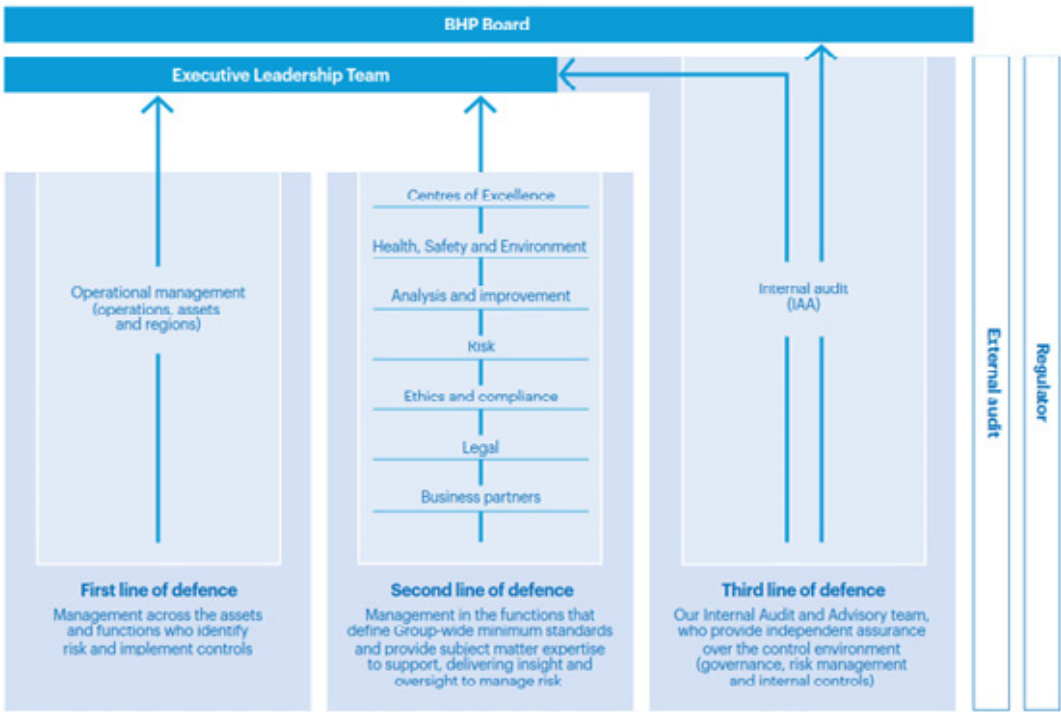 BHP Board
Executive Leadership Team
Operational management
(operations, assets
and regions)
First line of defence
Management across the assets
and functions who identify
risk and implement controls
Centres of Excellence
Health, Safety and Environment
Analysis and improvement
Risk
Ethics and compliance
Legal
Business partners
Second line of defence
Management in the functions that
define Group-wide minimum standards
and provide subject matter expertise
to support, delivering insight and
oversight to manage risk
Internal audit
(IAA)
Third line of defence
Our Internal Audit and Advisory team,
who provide independent assurance
over the control environment
(governance, risk management
and internal controls)
External audit
Regulator